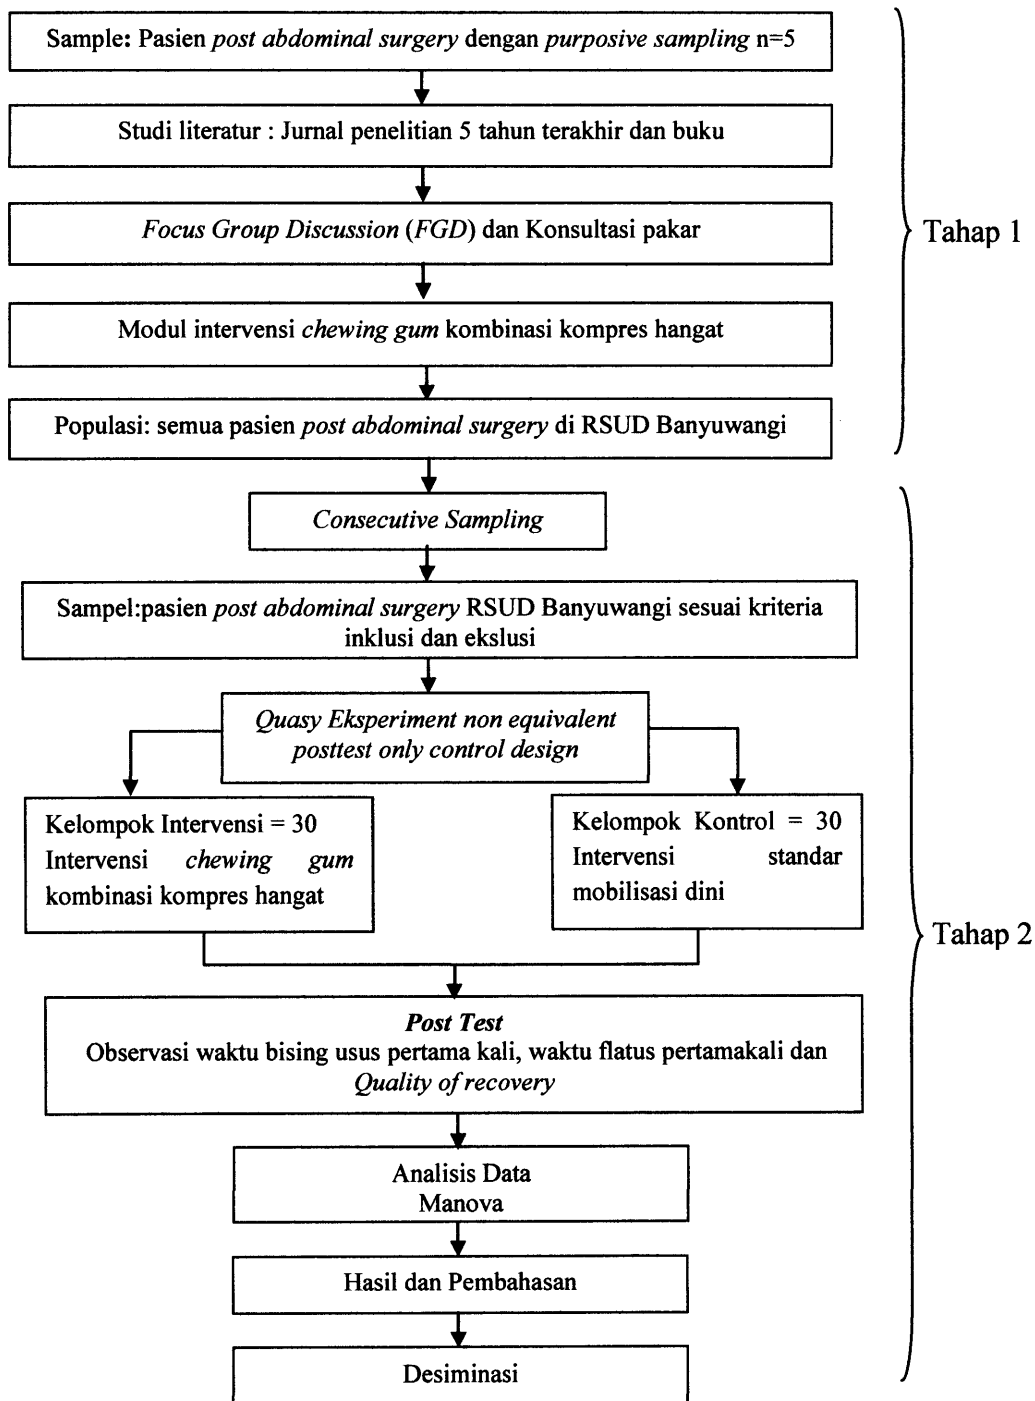 Sample: Pasien post abdominal surgery dengan purposive sampling n=5
Studi literatur : Jurnal penelitian 5 tahun terakhir dan buku
Focus Group Discussion (FGD) dan Konsultasi pakar
Tahap 1
Modul intervensi chewing gum kombinasi kompres hangat
Populasi: semua pasien post abdominal surgery di RSUD Banyuwangi
Consecutive Sampling
Sampel:pasien post abdominal surgery RSUD Banyuwangi sesuai kriteria
inklusi dan ekslusi
Quasy Eksperiment non equivalent
posttest only control design
Kelompok Intervensi = 30
Intervensi chewing gum
kombinasi kompres hangat
Kelompok Kontrol = 30
Intervensi standar
mobilisasi dini
Tahap 2
Post Test
Observasi waktu bising usus pertama kali, waktu flatus pertamakali dan
Quality of recovery
Analisis Data
Manova
Hasil dan Pembahasan
Desiminasi